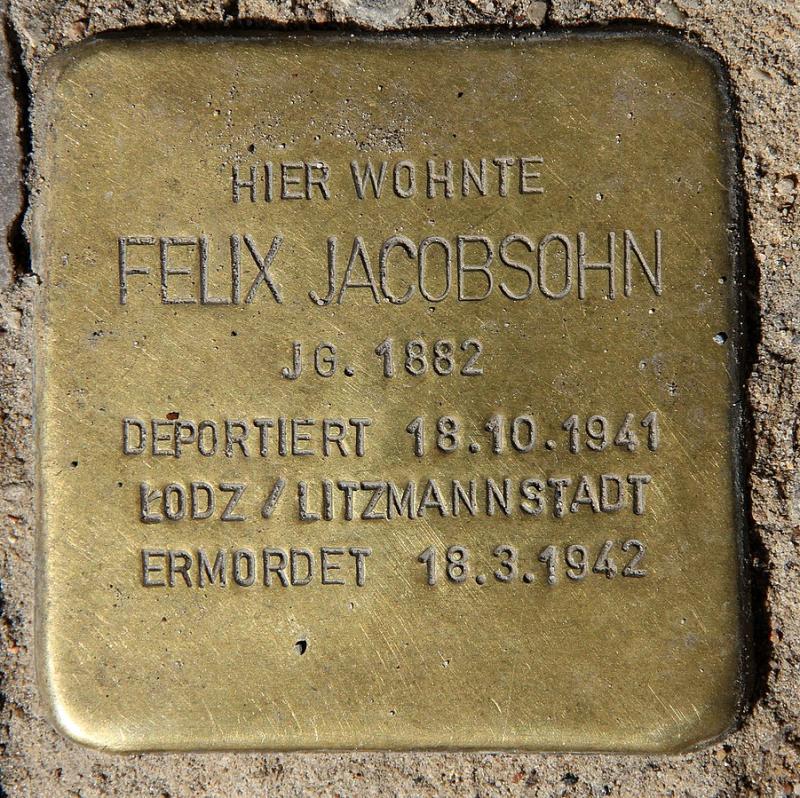 HIER WOHNTE
FELIX JACOBSOHN
JG. 1882
DEPORTIERT 18.10.1941
ŁODZ / LITZMANNSTADT
ERMORDET 18.3.1942